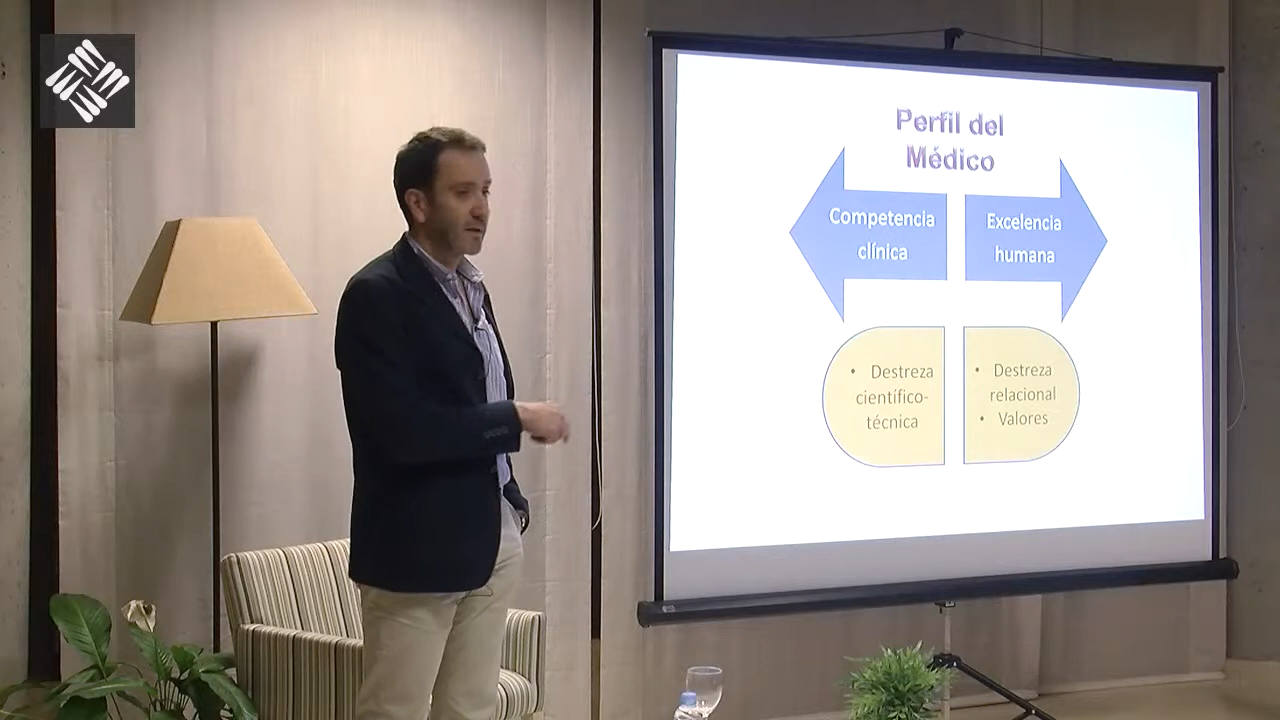 Perfil del
Médico
Competencia
clínica
Excelencia
humana
• Destreza
científico-
técnica
• Destreza
relacional
• Valores